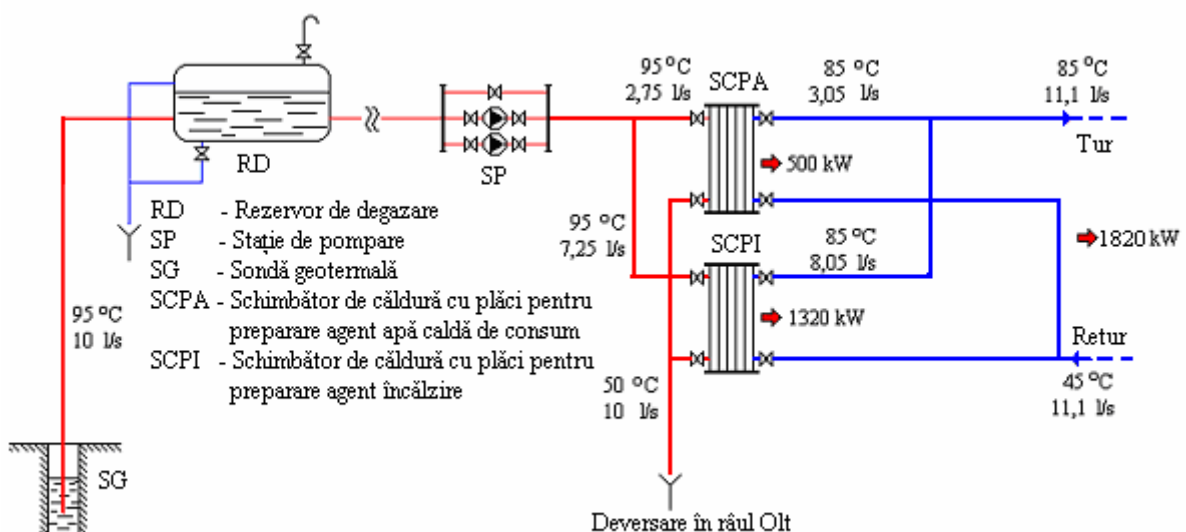 95 °C
2,75 l/s
SCPA
85 °C
3,05 l/s
85 °C
11,1 l/s
Tur
RD
SP
500 kW
RD - Rezervor de degazare
SP - Stație de pompare
SG - Sondă geotermală
SCPA - Schimbător de căldură cu plăci pentru
preparare agent apă caldă de consum
SCPI - Schimbător de căldură cu plăci pentru
preparare agent încălzire
95 °C
7,25 l/s
SCPI
85 °C
8,05 l/s
1820 kW
95 °C
10 l/s
1320 kW
Retur
50 °C
10 l/s
45 °C
11,1 l/s
SG
Deversare în râul Olt